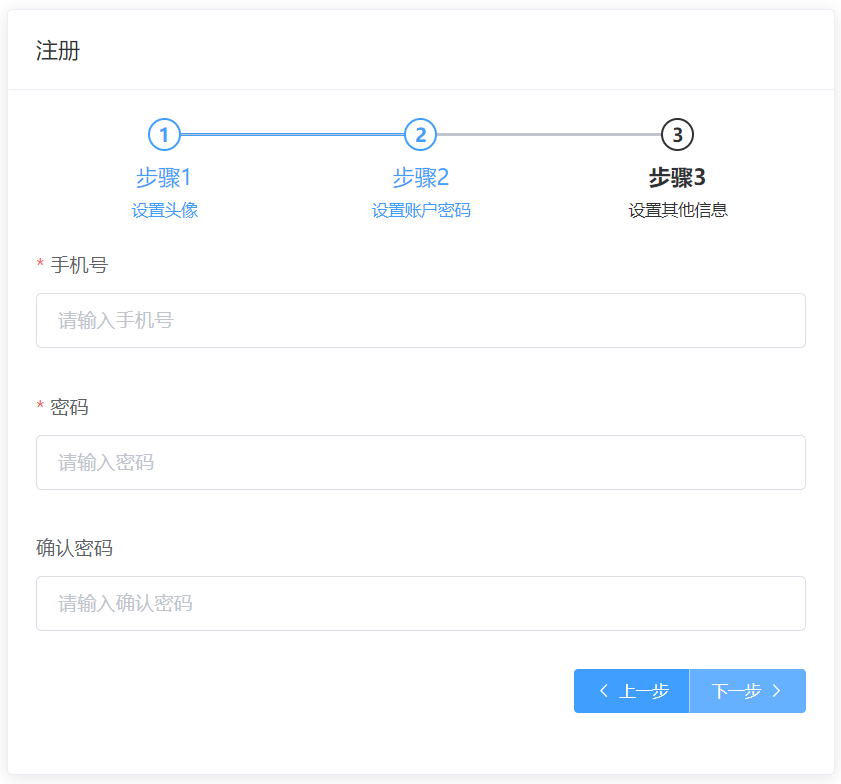 注册
1 2 3
步骤1 步骤2 步骤3
设置头像 设置账户密码 设置其他信息
* 手机号
请输入手机号
* 密码
请输入密码
确认密码
请输入确认密码
上一步 下一步